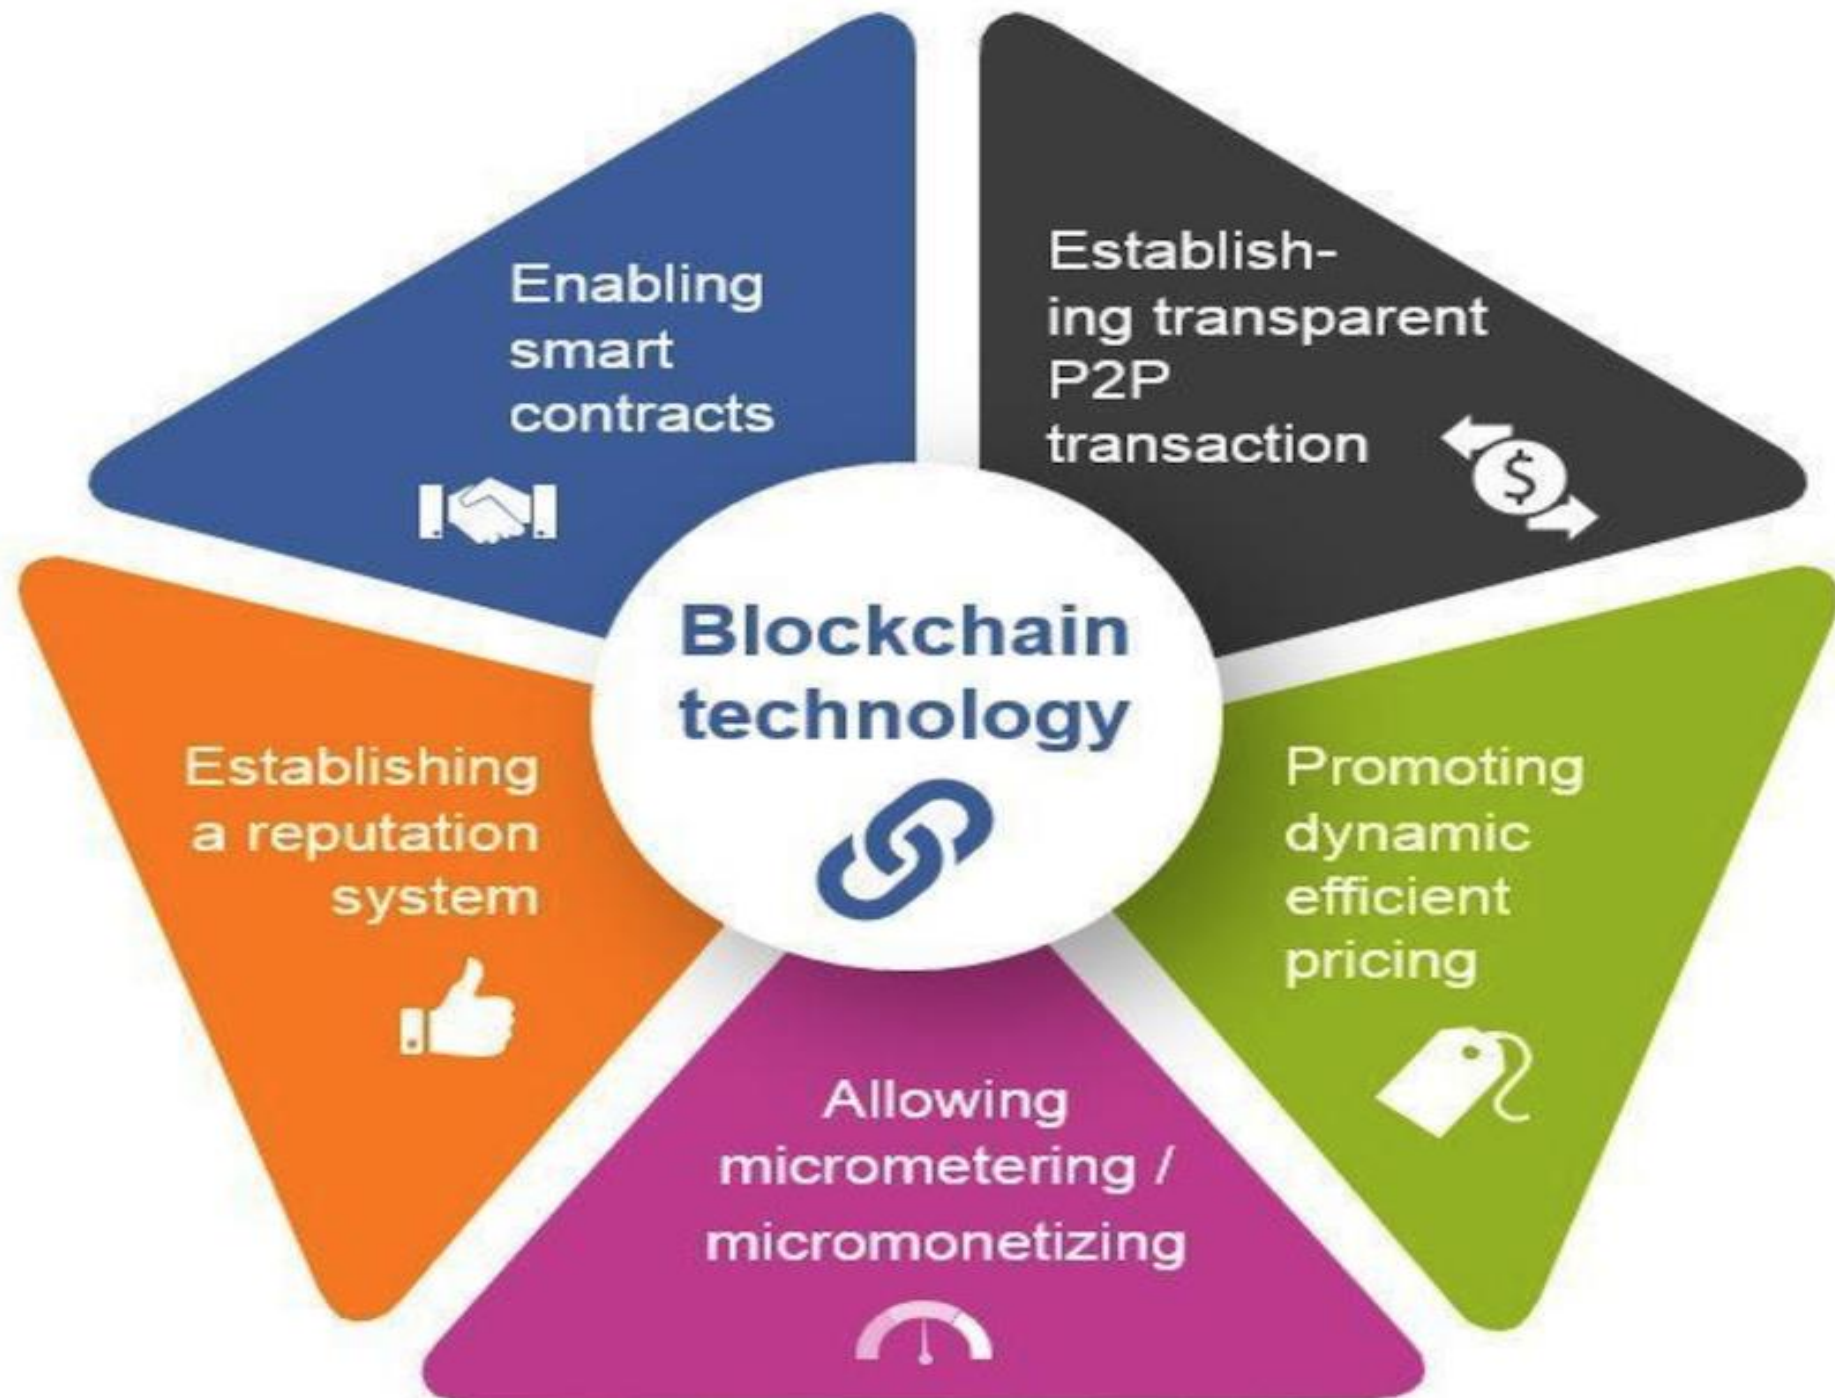 Enabling
smart
contracts
Establish-
ing transparent
P2P
transaction
Blockchain
technology
Establishing
a reputation
system
Promoting
dynamic
efficient
pricing
Allowing
micrometering /
micromonetizing
$